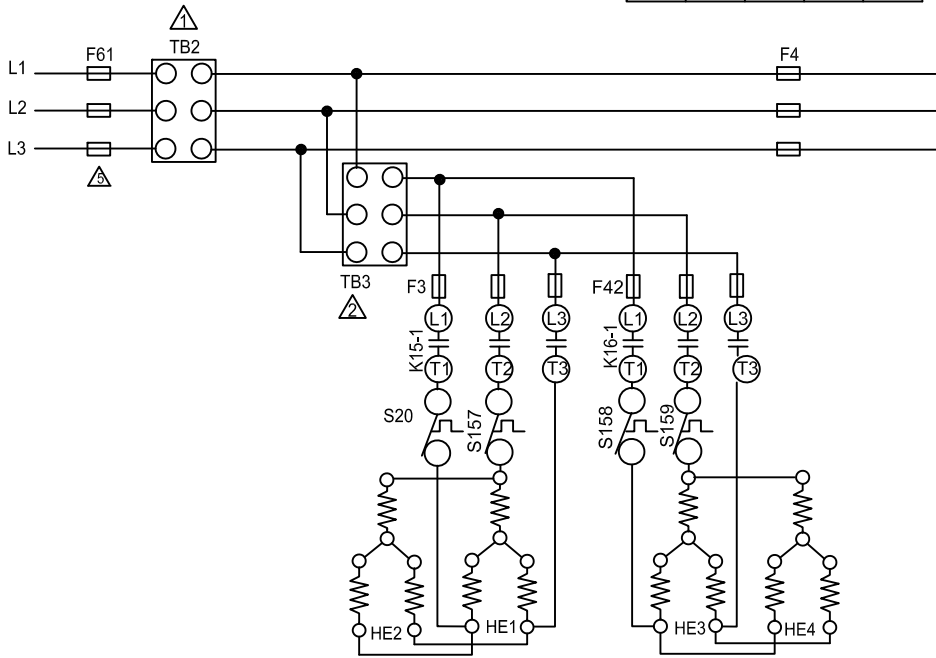 1
F61
TB2
F4
L1
L2
L3
5
TB3
2
F3
F42
L1
L2
L3
L1
L2
L3
K15-1
K16-1
T1
T2
T3
T1
T2
T3
S20
S157
S158
S159
HE2
HE1
HE3
HE4